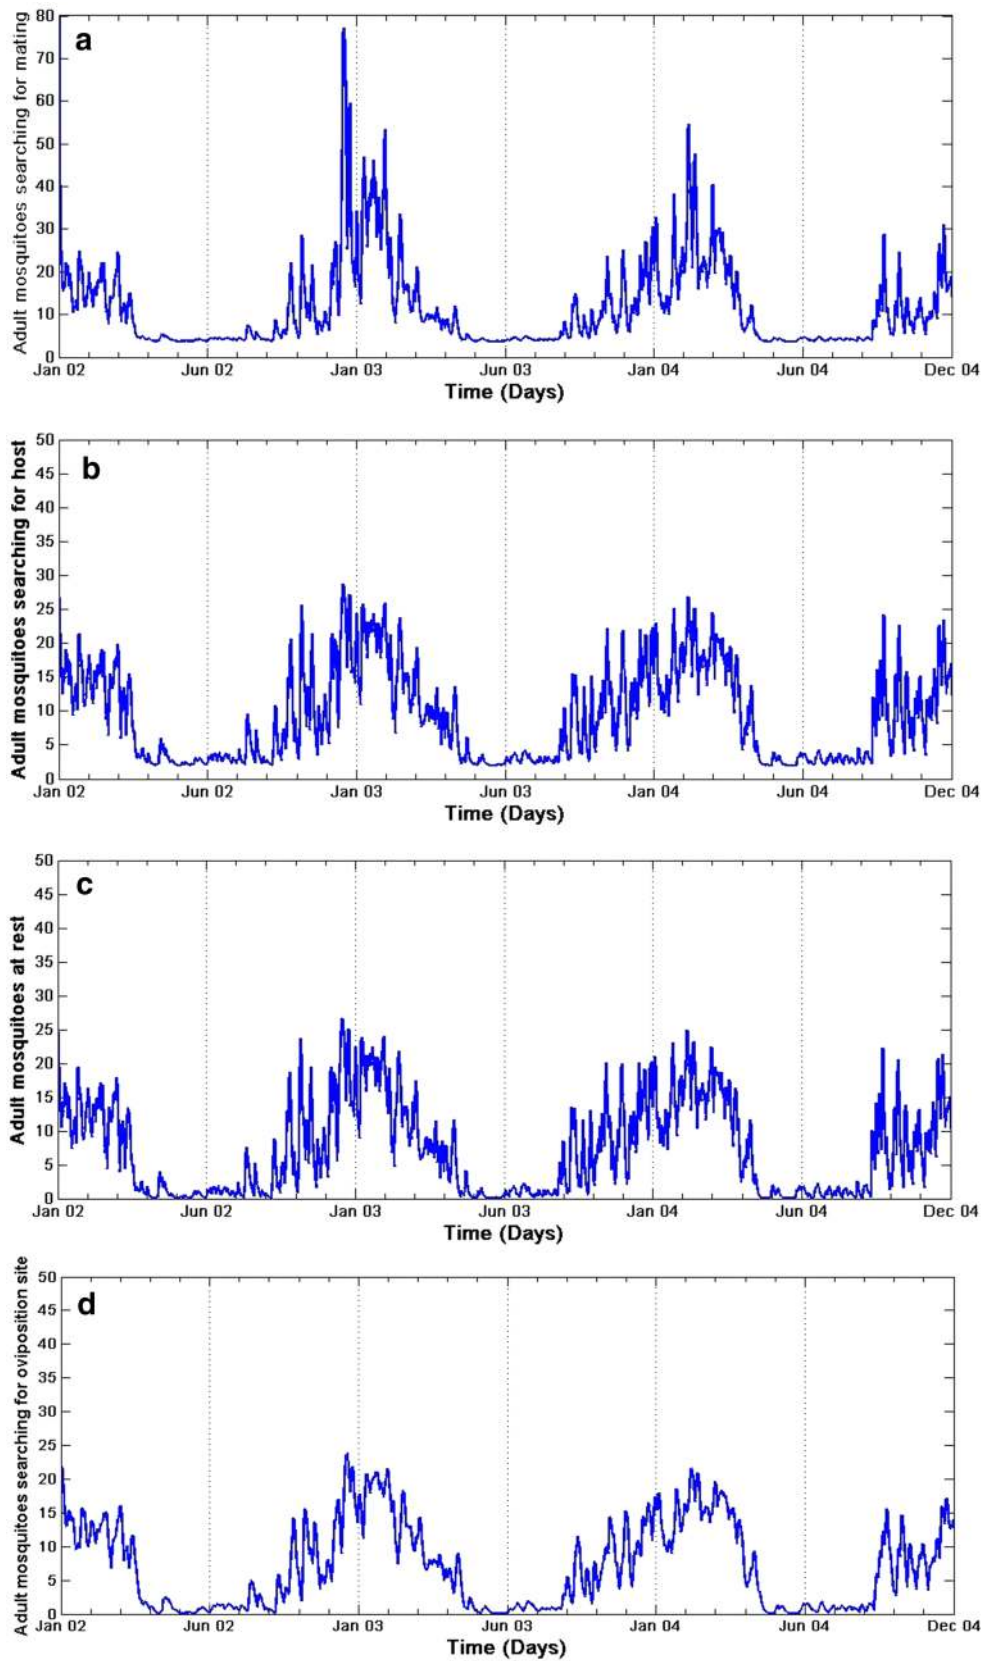 a
Adult mosquitoes searching for mating
80
70
60
50
40
30
20
10
0
Jan 02 Jun 02 Jan 03 Jun 03 Jan 04 Jun 04 Dec 04
Time (Days)
b
Adult mosquitoes searching for host
50
45
40
35
30
25
20
15
10
5
0
Jan 02 Jun 02 Jan 03 Jun 03 Jan 04 Jun 04 Dec 04
Time (Days)
c
Adult mosquitoes at rest
50
45
40
35
30
25
20
15
10
5
0
Jan 02 Jun 02 Jan 03 Jun 03 Jan 04 Jun 04 Dec 04
Time (Days)
d
Adult mosquitoes searching for oviposition site
50
45
40
35
30
25
20
15
10
5
0
Jan 02 Jun 02 Jan 03 Jun 03 Jan 04 Jun 04 Dec 04
Time (Days)